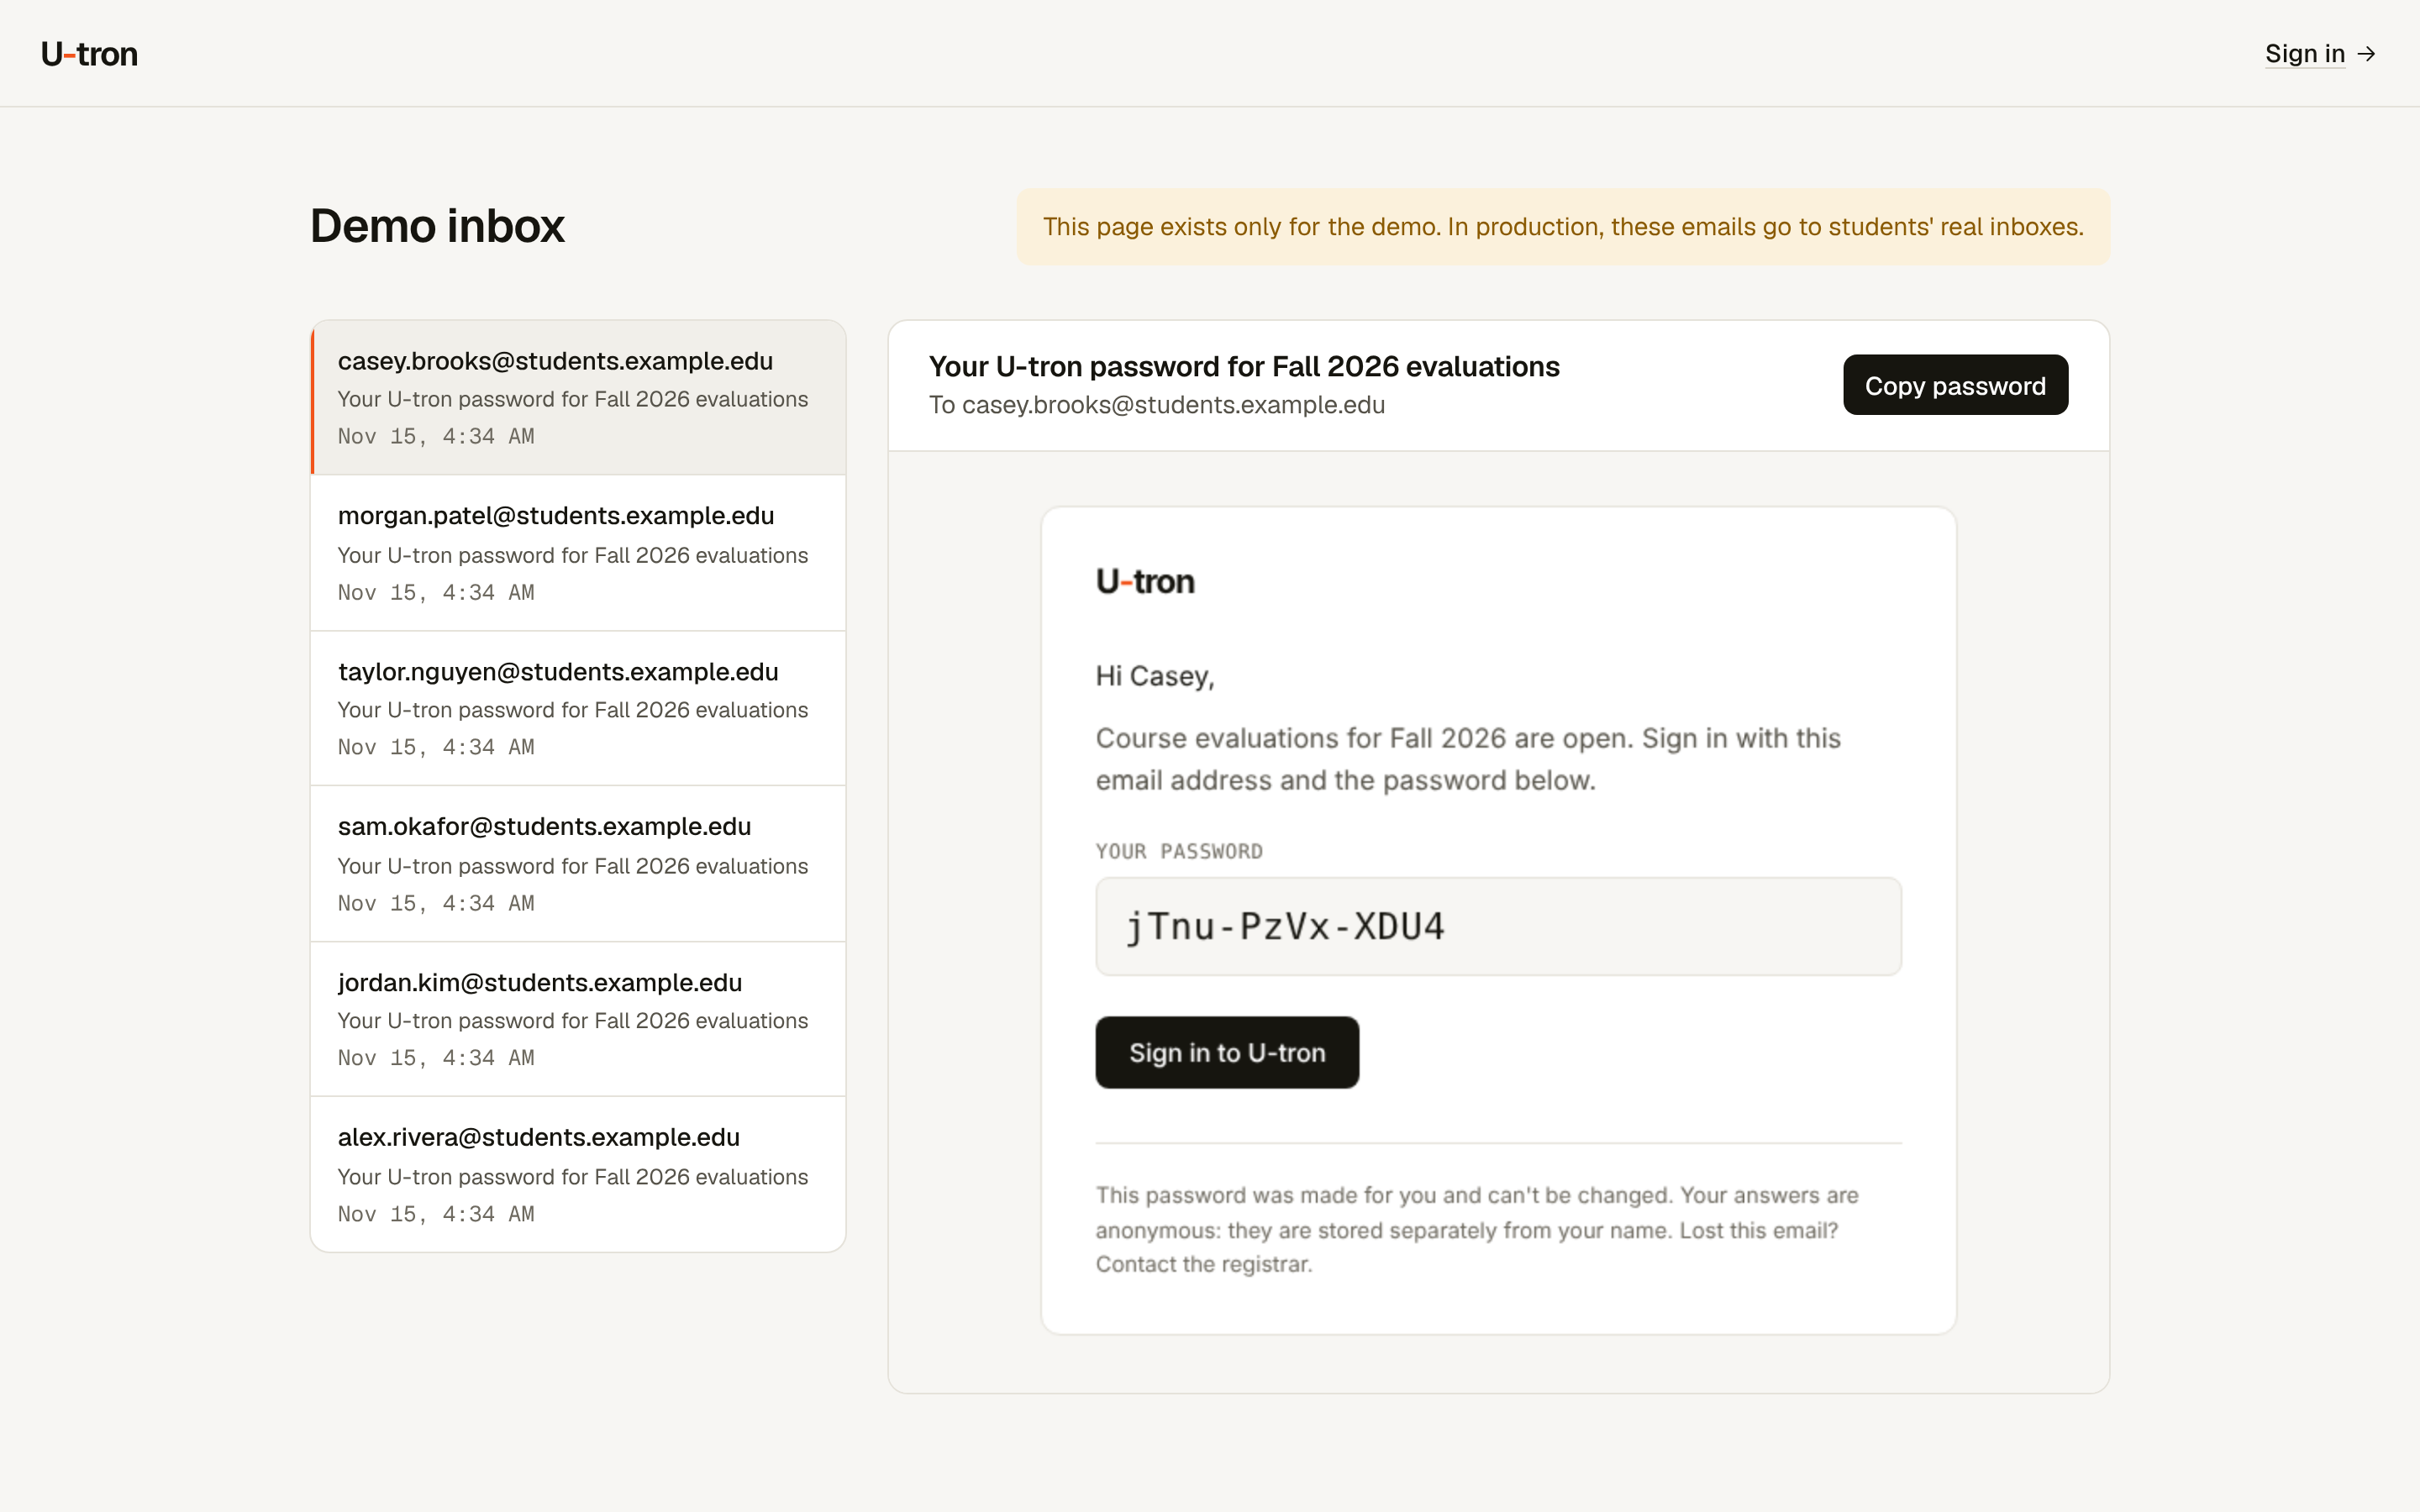 U-tron
Sign in →
Demo inbox
This page exists only for the demo. In production, these emails go to students' real inboxes.
casey.brooks@students.example.edu
Your U-tron password for Fall 2026 evaluations
Nov 15, 4:34 AM
morgan.patel@students.example.edu
Your U-tron password for Fall 2026 evaluations
Nov 15, 4:34 AM
taylor.nguyen@students.example.edu
Your U-tron password for Fall 2026 evaluations
Nov 15, 4:34 AM
sam.okafor@students.example.edu
Your U-tron password for Fall 2026 evaluations
Nov 15, 4:34 AM
jordan.kim@students.example.edu
Your U-tron password for Fall 2026 evaluations
Nov 15, 4:34 AM
alex.rivera@students.example.edu
Your U-tron password for Fall 2026 evaluations
Nov 15, 4:34 AM
Your U-tron password for Fall 2026 evaluations
To casey.brooks@students.example.edu
Copy password
U-tron
Hi Casey,
Course evaluations for Fall 2026 are open. Sign in with this
email address and the password below.
YOUR PASSWORD
jTnu-PzVx-XDU4
Sign in to U-tron
This password was made for you and can't be changed. Your answers are
anonymous: they are stored separately from your name. Lost this email?
Contact the registrar.